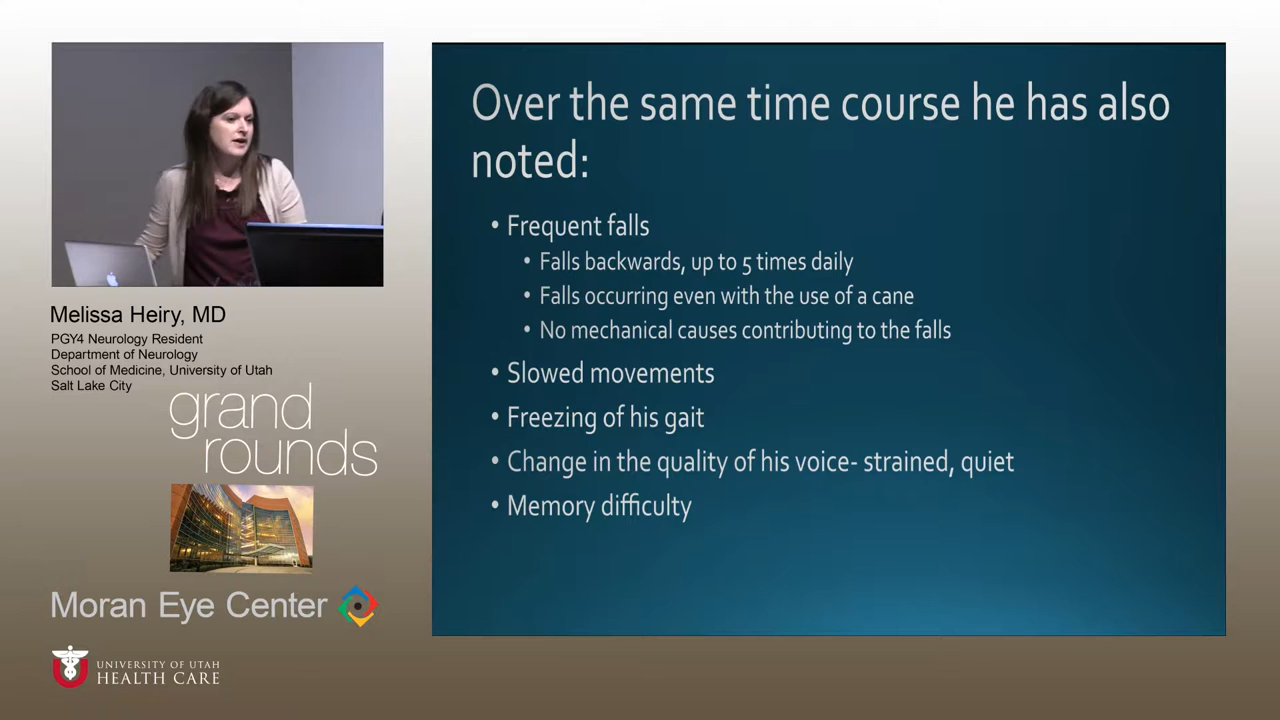 Over the same time course he has also
noted:
• Frequent falls
• Falls backwards, up to 5 times daily
• Falls occurring even with the use of a cane
• No mechanical causes contributing to the falls
• Slowed movements
• Freezing of his gait
• Change in the quality of his voice- strained, quiet
• Memory difficulty
Melissa Heiry, MD
PGY4 Neurology Resident
Department of Neurology
School of Medicine, University of Utah
Salt Lake City
grand
rounds
Moran Eye Center
UNIVERSITY OF UTAH
HEALTH CARE